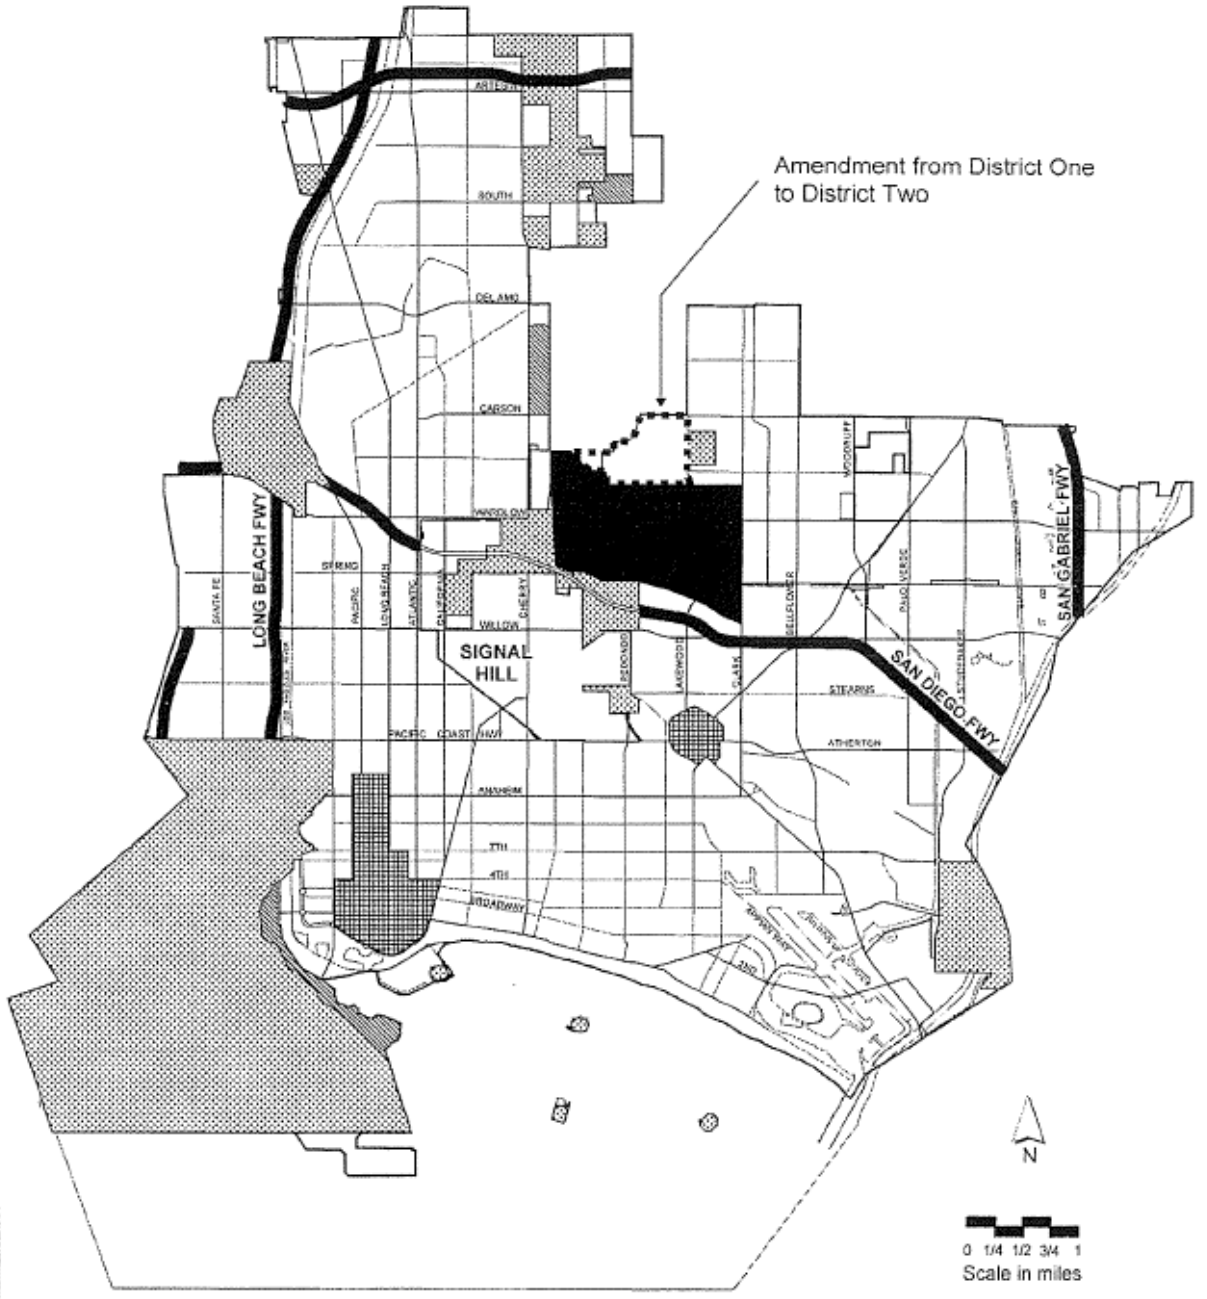 ARTESIA
Amendment from District One
to District Two
SOUTH
DEL AMO
CARSON
WOODRUFF
LONG BEACH FWY
WARDLOW
SAN GABRIEL FWY
SPRING
SANTA FE
PACIFIC
LONG BEACH
ATLANTIC
CALIFORNIA
CHERRY
BELLFLOWER
PALO VERDE
WILLOW
SIGNAL
HILL
REDONDO
LAKEWOOD
CLARK
STUDEBAKER
SAN DIEGO FWY
STEARNS
PACIFIC COAST HWY
ATHERTON
ANAHEIM
7TH
4TH
BROADWAY
2ND
N
0 1/4 1/2 3/4 1
Scale in miles